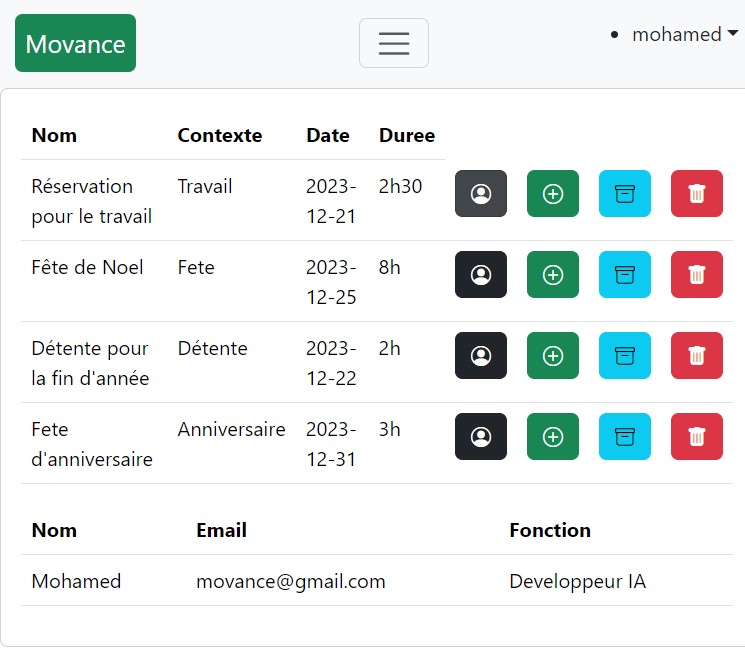 Movance
mohamed
Nom Contexte Date Duree
Réservation Travail 2023- 2h30
pour le travail 12-21
Fête de Noel Fete 2023- 8h
12-25
Détente pour Détente 2023- 2h
la fin d'année 12-22
Fete Anniversaire 2023- 3h
d'anniversaire 12-31
Nom Email Fonction
Mohamed movance@gmail.com Developpeur IA